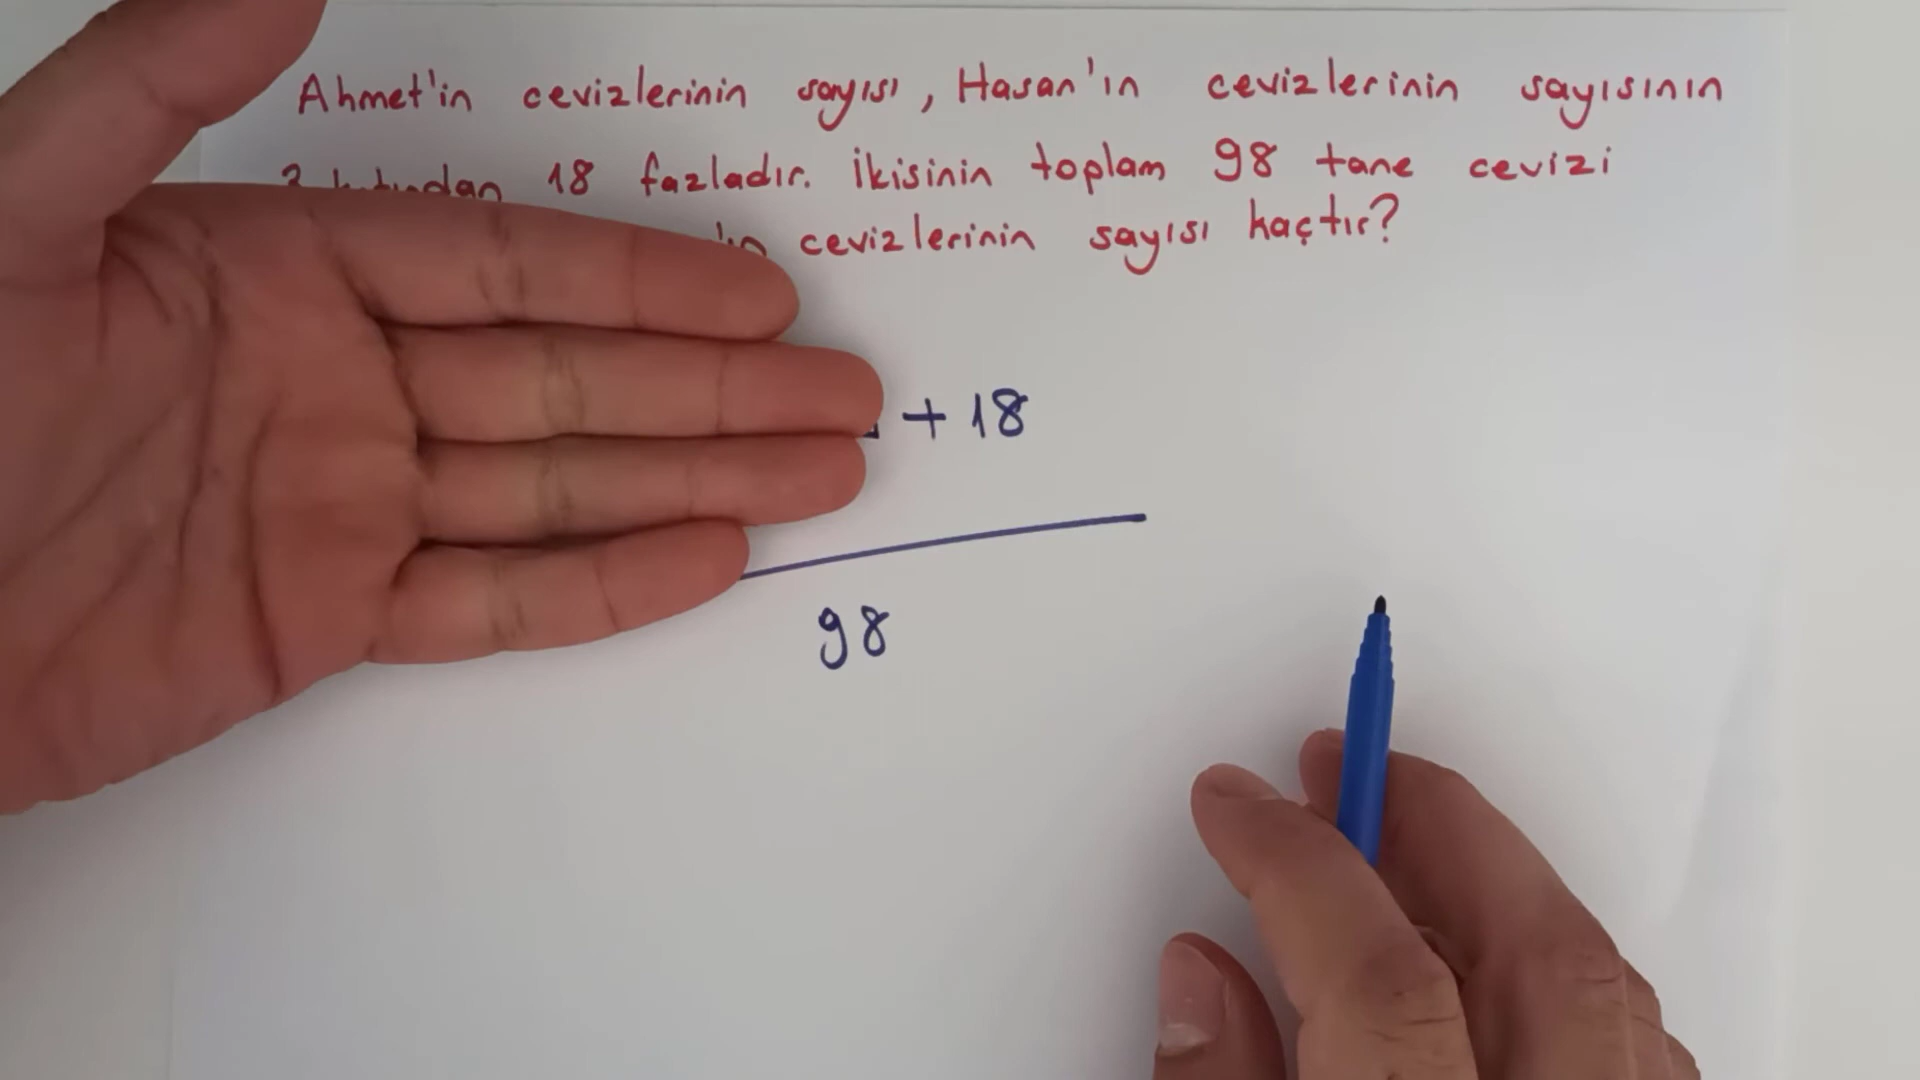 Ahmet'in cevizlerinin sayısı, Hasan'ın cevizlerinin sayısının
18 fazladır. İkisinin toplam 98 tane cevizi
cevizlerinin sayısı kaçtır?
+ 18
98